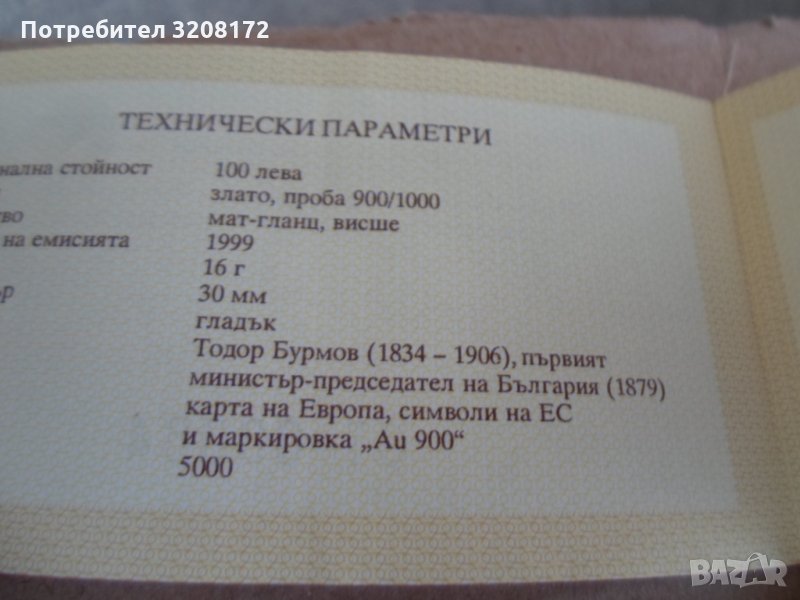 Потребител 3208172
ТЕХНИЧЕСКИ ПАРАМЕТРИ
стойност 100 лева
злато, проба 900/1000
мат-гланц, висше
на емисията 1999
16 г
30 мм
гладък
Тодор Бурмов (1834 – 1906), първият
министър-председател на България (1879)
карта на Европа, символи на ЕС
и маркировка „Au 900“
5000
BAZAR